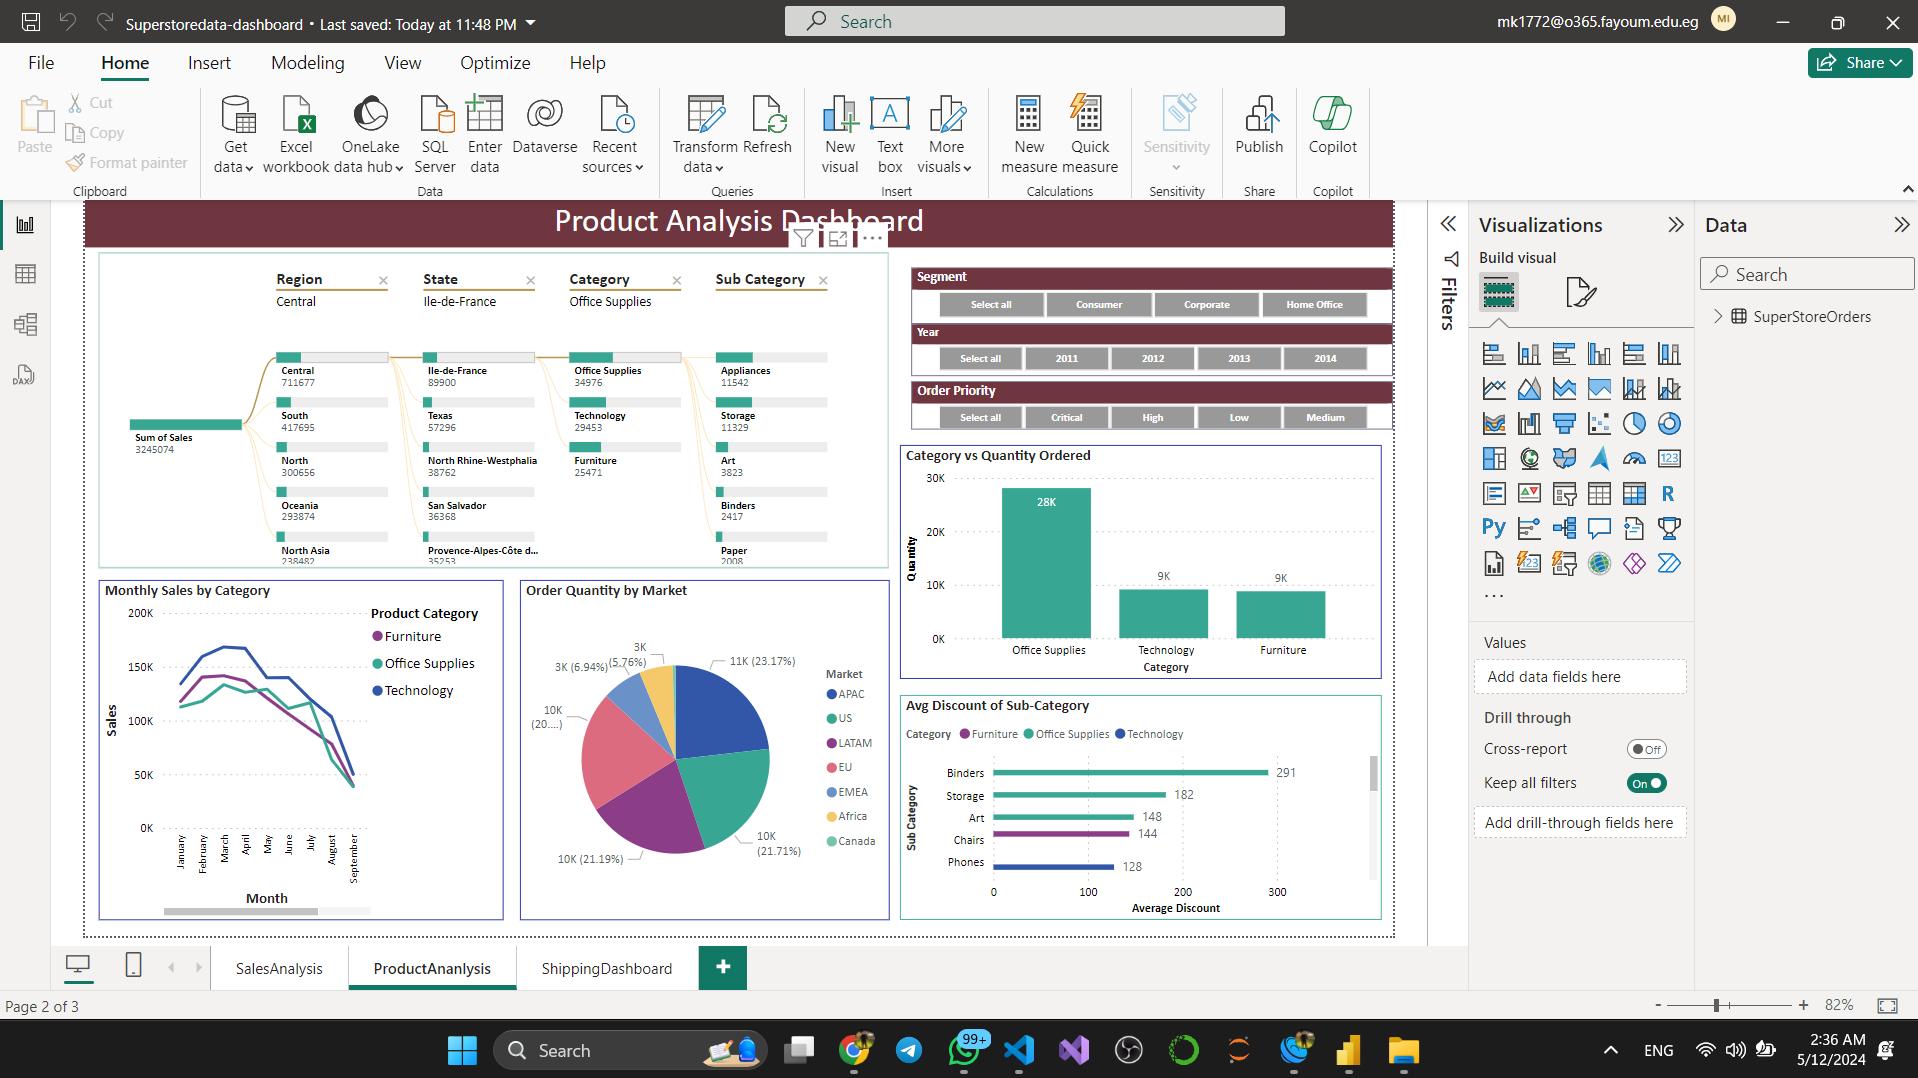 Superstoredata-dashboard • Last saved: Today at 11:48 PM
Search
mk1772@o365.fayoum.edu.eg
MI
File
Home
Insert
Modeling
View
Optimize
Help
Share
Paste
Cut
Copy
Format painter
Clipboard
Get data
Excel workbook
OneLake data hub
SQL Server
Enter data
Dataverse
Recent sources
Data
Transform data
Refresh
Queries
New visual
Text box
More visuals
Insert
New measure
Quick measure
Calculations
Sensitivity
Sensitivity
Publish
Share
Copilot
Copilot
Product Analysis Dashboard
Region
Central
State
Ile-de-France
Category
Office Supplies
Sub Category
Sum of Sales
3245074
Central
711677
South
417695
North
300656
Oceania
293874
North Asia
238482
Ile-de-France
89900
Texas
57296
North Rhine-Westphalia
38762
San Salvador
36368
Provence-Alpes-Côte d...
35253
Office Supplies
34976
Technology
29453
Furniture
25471
Appliances
11542
Storage
11329
Art
3823
Binders
2417
Paper
2008
Segment
Select all
Consumer
Corporate
Home Office
Year
Select all
2011
2012
2013
2014
Order Priority
Select all
Critical
High
Low
Medium
Category vs Quantity Ordered
30K
20K
10K
0K
Quantity
28K
9K
9K
Office Supplies
Technology
Furniture
Category
Monthly Sales by Category
200K
150K
100K
50K
0K
Sales
Product Category
Furniture
Office Supplies
Technology
January
February
March
April
May
June
July
August
September
Month
Order Quantity by Market
3K
(5.76%)
3K (6.94%)
11K (23.17%)
10K
(20....)
10K (21.19%)
10K
(21.71%)
Market
APAC
US
LATAM
EU
EMEA
Africa
Canada
Avg Discount of Sub-Category
Category
Furniture
Office Supplies
Technology
Sub Category
Binders
Storage
Art
Chairs
Phones
291
182
148
144
128
0
100
200
300
Average Discount
Filters
Visualizations
Build visual
123
R
Py
123
...
Values
Add data fields here
Drill through
Cross-report
Off
Keep all filters
On
Add drill-through fields here
Data
Search
SuperStoreOrders
DAX
SalesAnalysis
ProductAnanlysis
ShippingDashboard
Page 2 of 3
82%
Search
99+
ENG
2:36 AM
5/12/2024